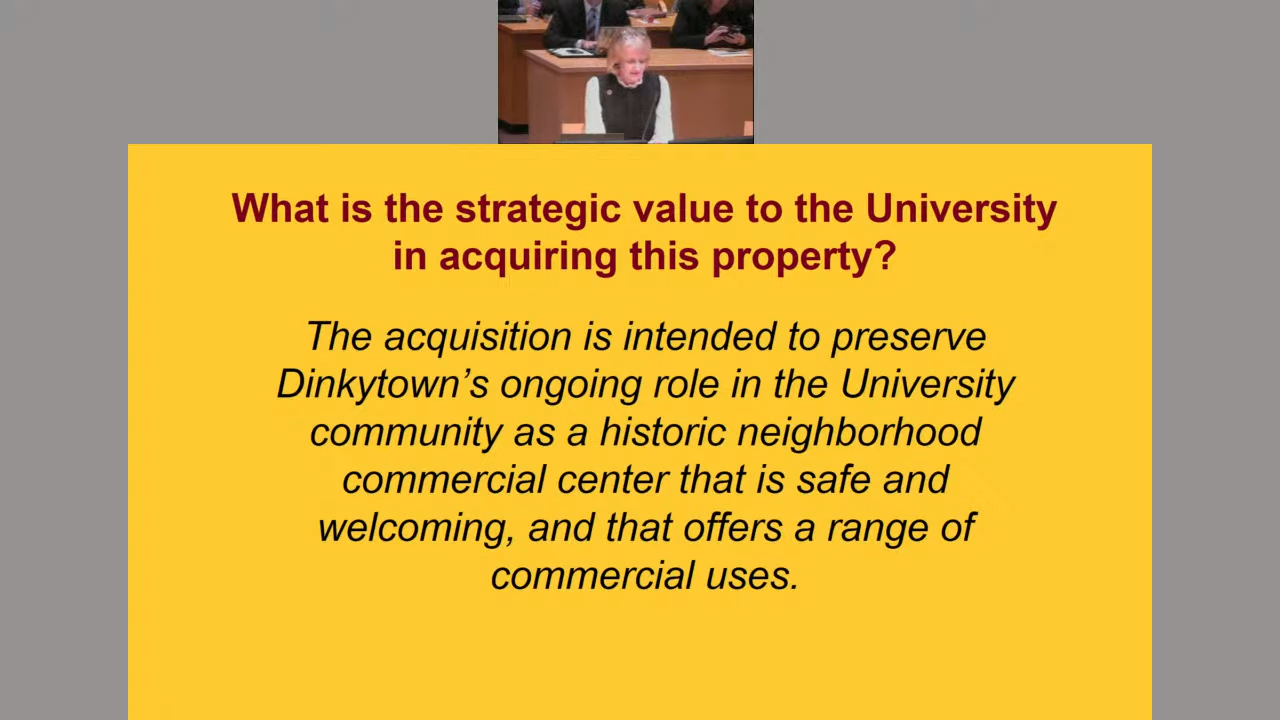 What is the strategic value to the University
in acquiring this property?
The acquisition is intended to preserve
Dinkytown’s ongoing role in the University
community as a historic neighborhood
commercial center that is safe and
welcoming, and that offers a range of
commercial uses.